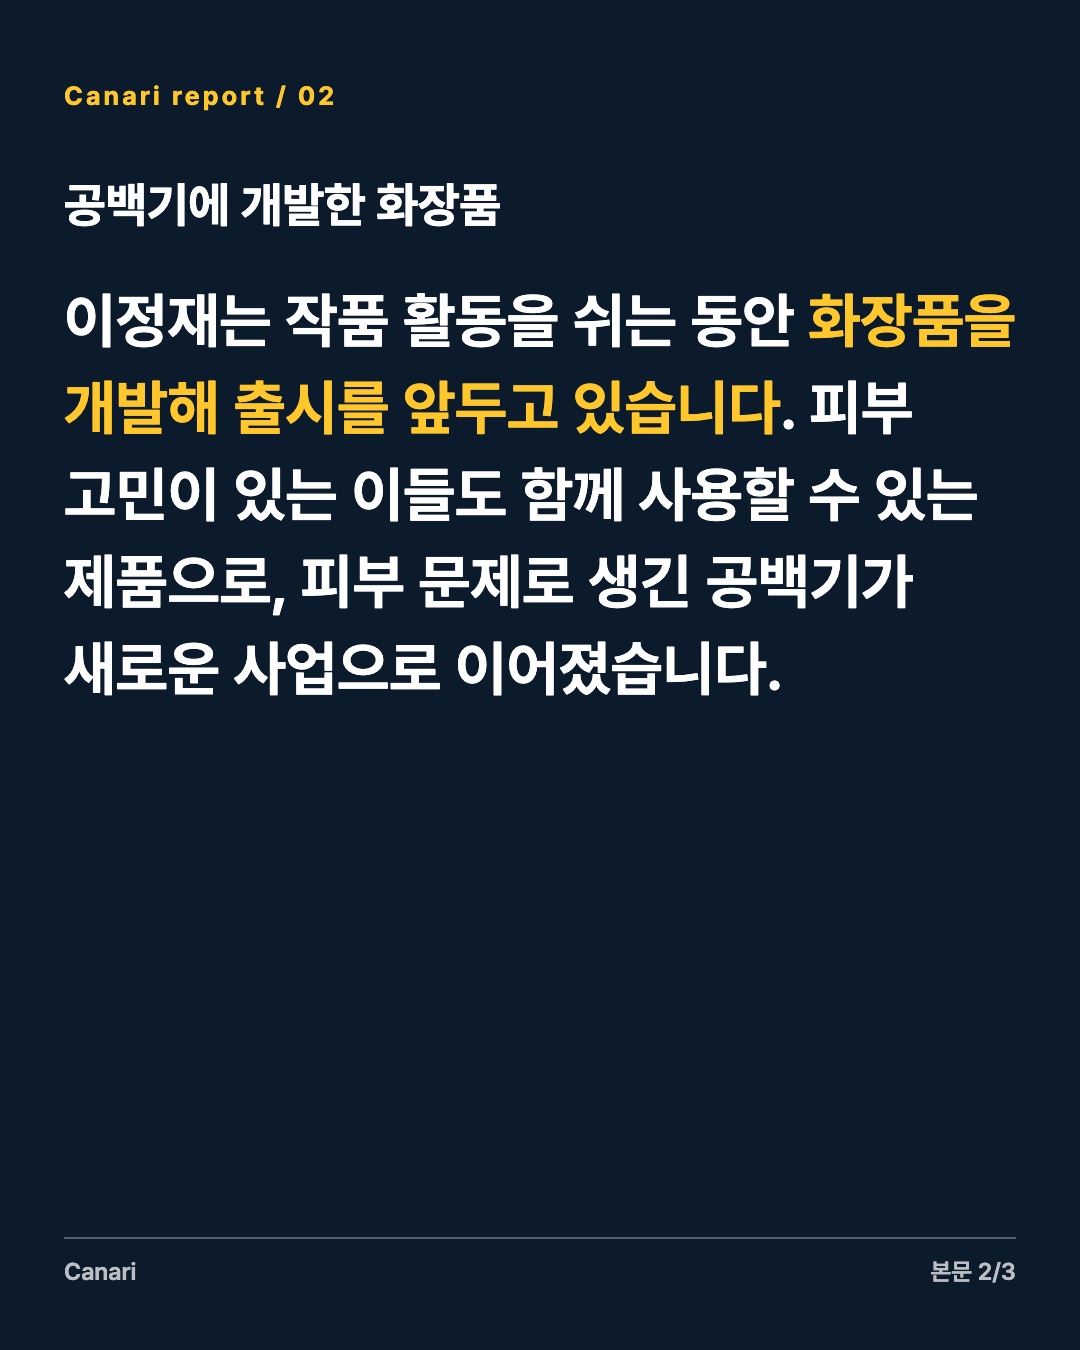 Canari report / 02
공백기에 개발한 화장품
이정재는 작품 활동을 쉬는 동안 화장품을
개발해 출시를 앞두고 있습니다. 피부
고민이 있는 이들도 함께 사용할 수 있는
제품으로, 피부 문제로 생긴 공백기가
새로운 사업으로 이어졌습니다.
Canari
본문 2/3